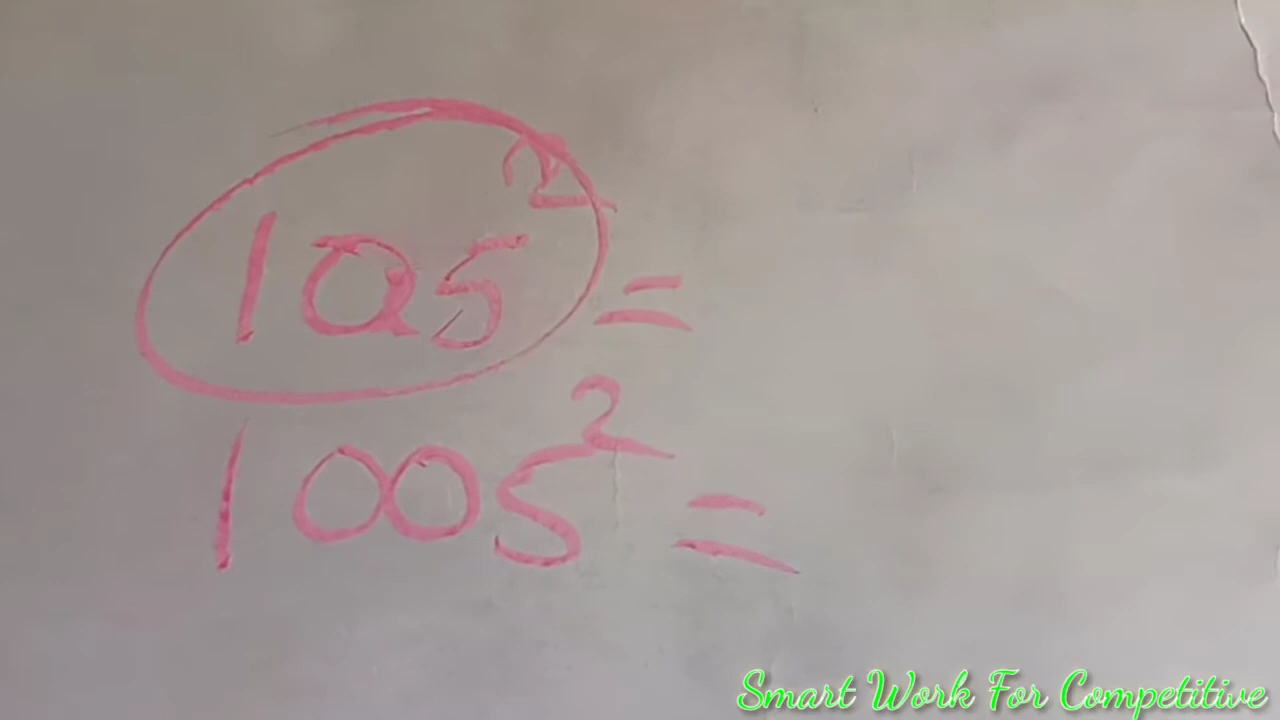 105² =
1005² =
Smart Work For Competitive